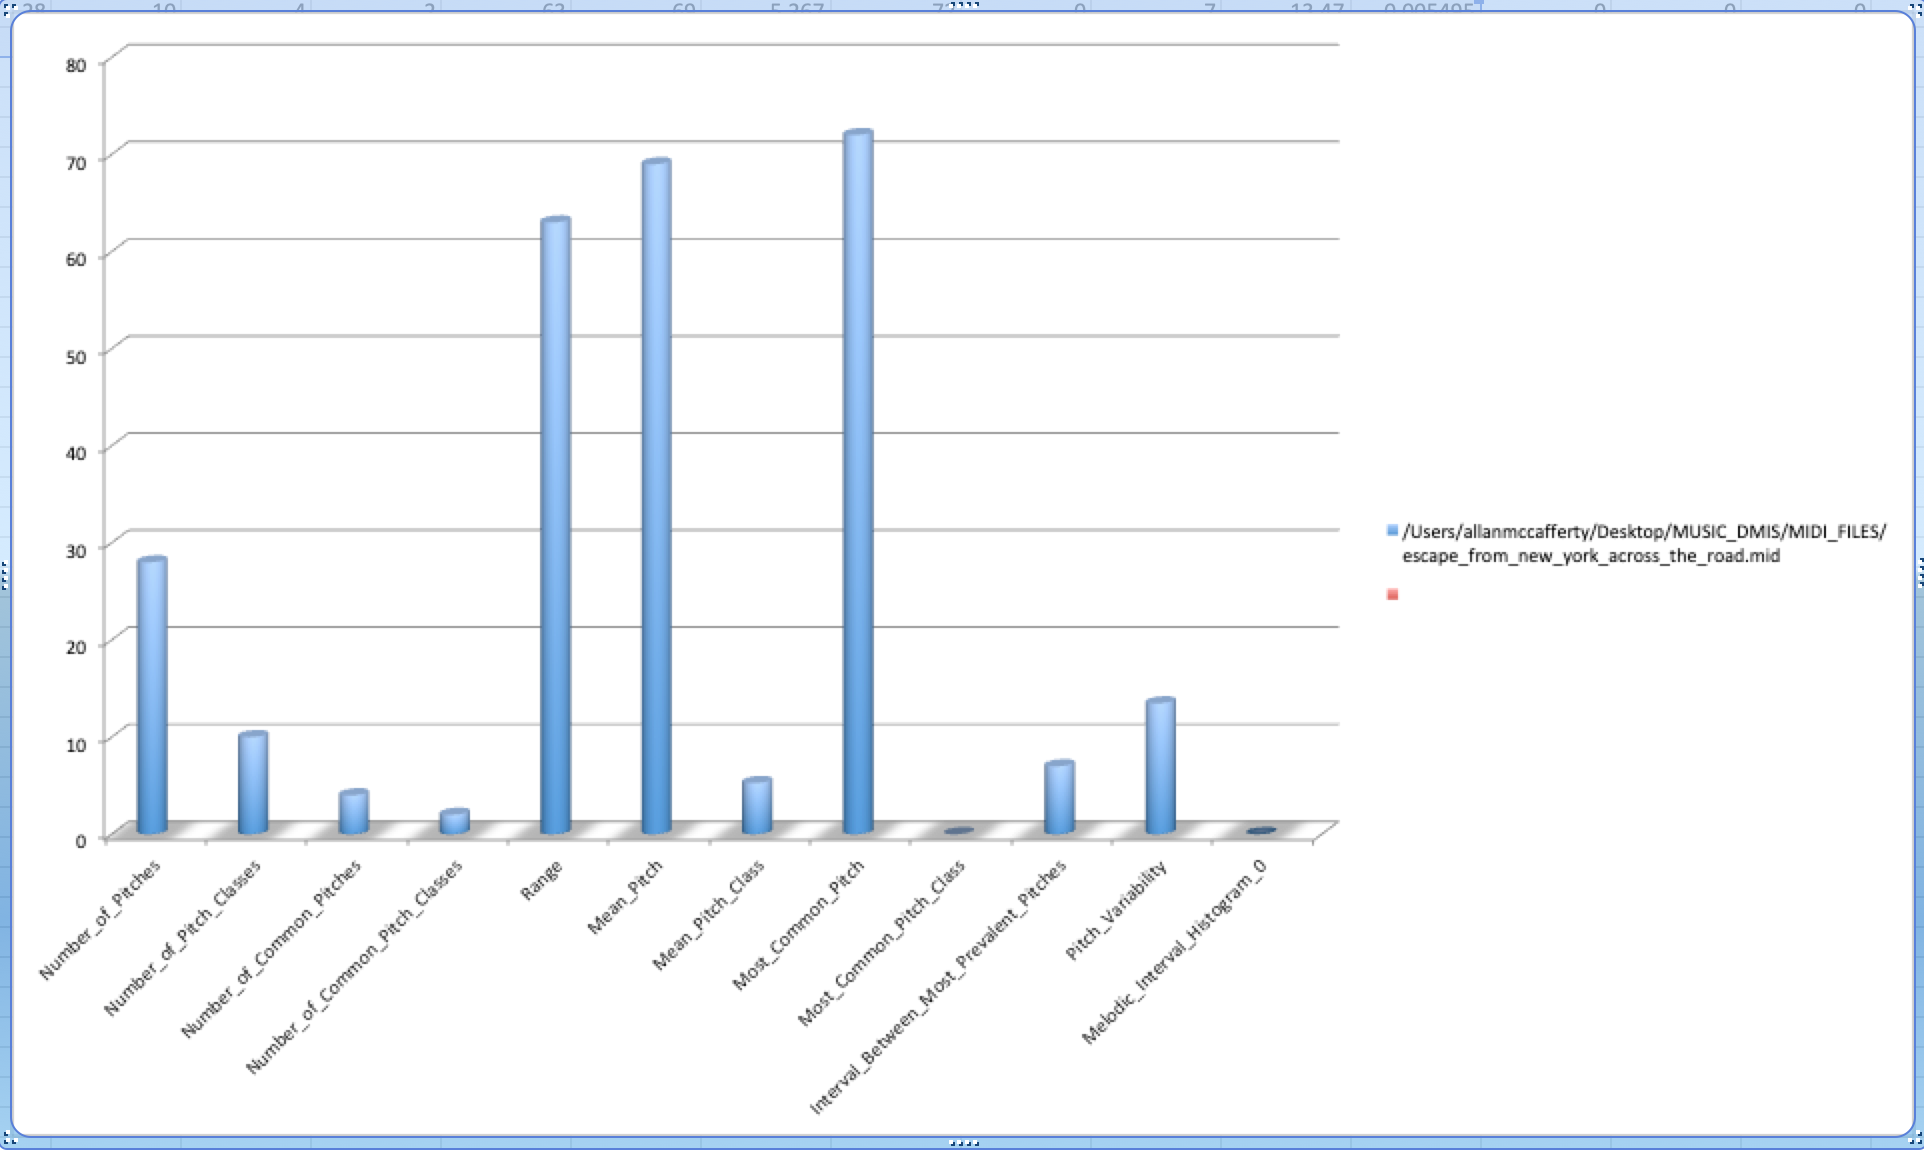 80
70
60
50
40
30
20
10
0
Number_of_Pitches
Number_of_Pitch_Classes
Number_of_Common_Pitches
Number_of_Common_Pitch_Classes
Range
Mean_Pitch
Mean_Pitch_Class
Most_Common_Pitch
Most_Common_Pitch_Class
Interval_Between_Most_Prevalent_Pitches
Pitch_Variability
Melodic_Interval_Histogram_0
/Users/allanmccafferty/Desktop/MUSIC_DMIS/MIDI_FILES/
escape_from_new_york_across_the_road.mid